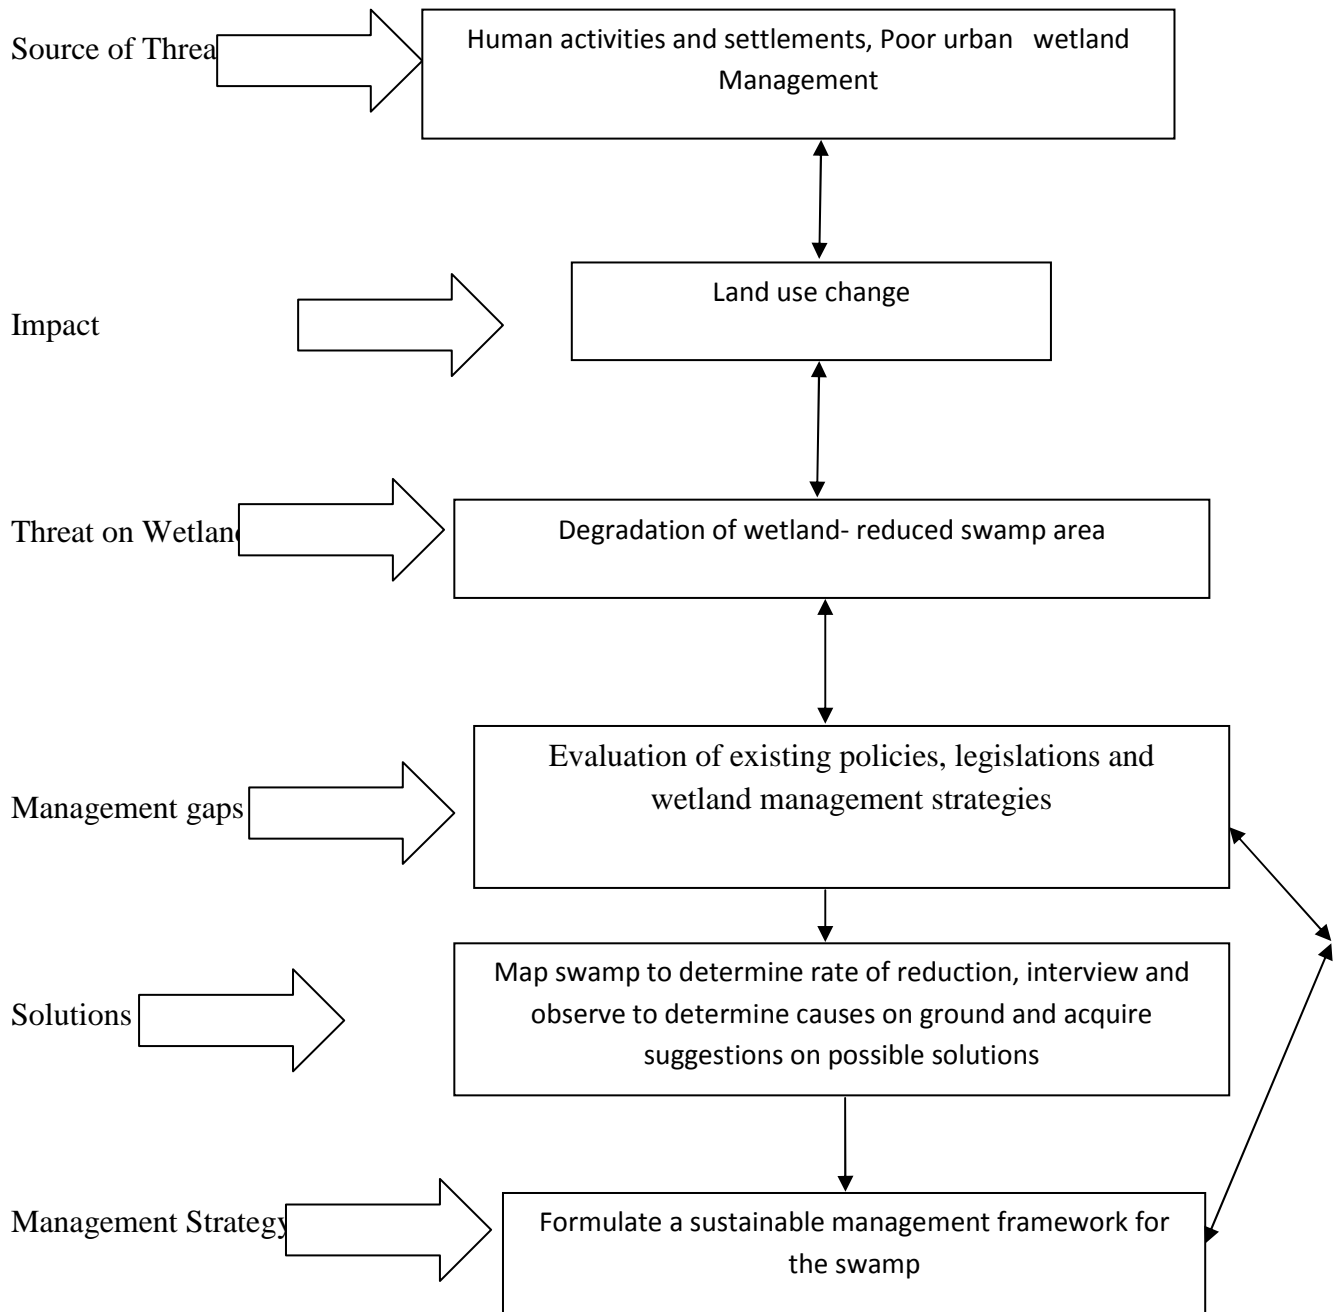 Source of Threa
Human activities and settlements, Poor urban wetland
Management
Impact
Land use change
Threat on Wetlan
Degradation of wetland- reduced swamp area
Management gaps
Evaluation of existing policies, legislations and
wetland management strategies
Solutions
Map swamp to determine rate of reduction, interview and
observe to determine causes on ground and acquire
suggestions on possible solutions
Management Strategy
Formulate a sustainable management framework for
the swamp